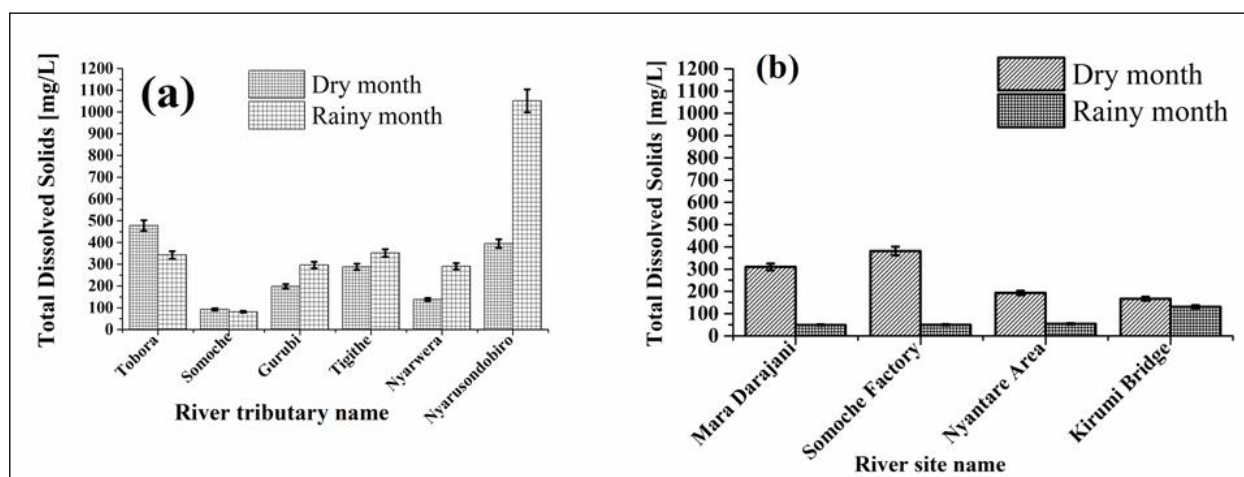 (a)
Dry month
Rainy month
Total Dissolved Solids [mg/L]
1200
1100
1000
900
800
700
600
500
400
300
200
100
0
Tobora
Somoche
Gurubi
Tigithe
Nyarwera
Nyarusondobiro
River tributary name
(b)
Dry month
Rainy month
Total Dissolved Solids [mg/L]
1200
1100
1000
900
800
700
600
500
400
300
200
100
0
Mara Darajani
Somoche Factory
Nyantare Area
Kirumi Bridge
River site name